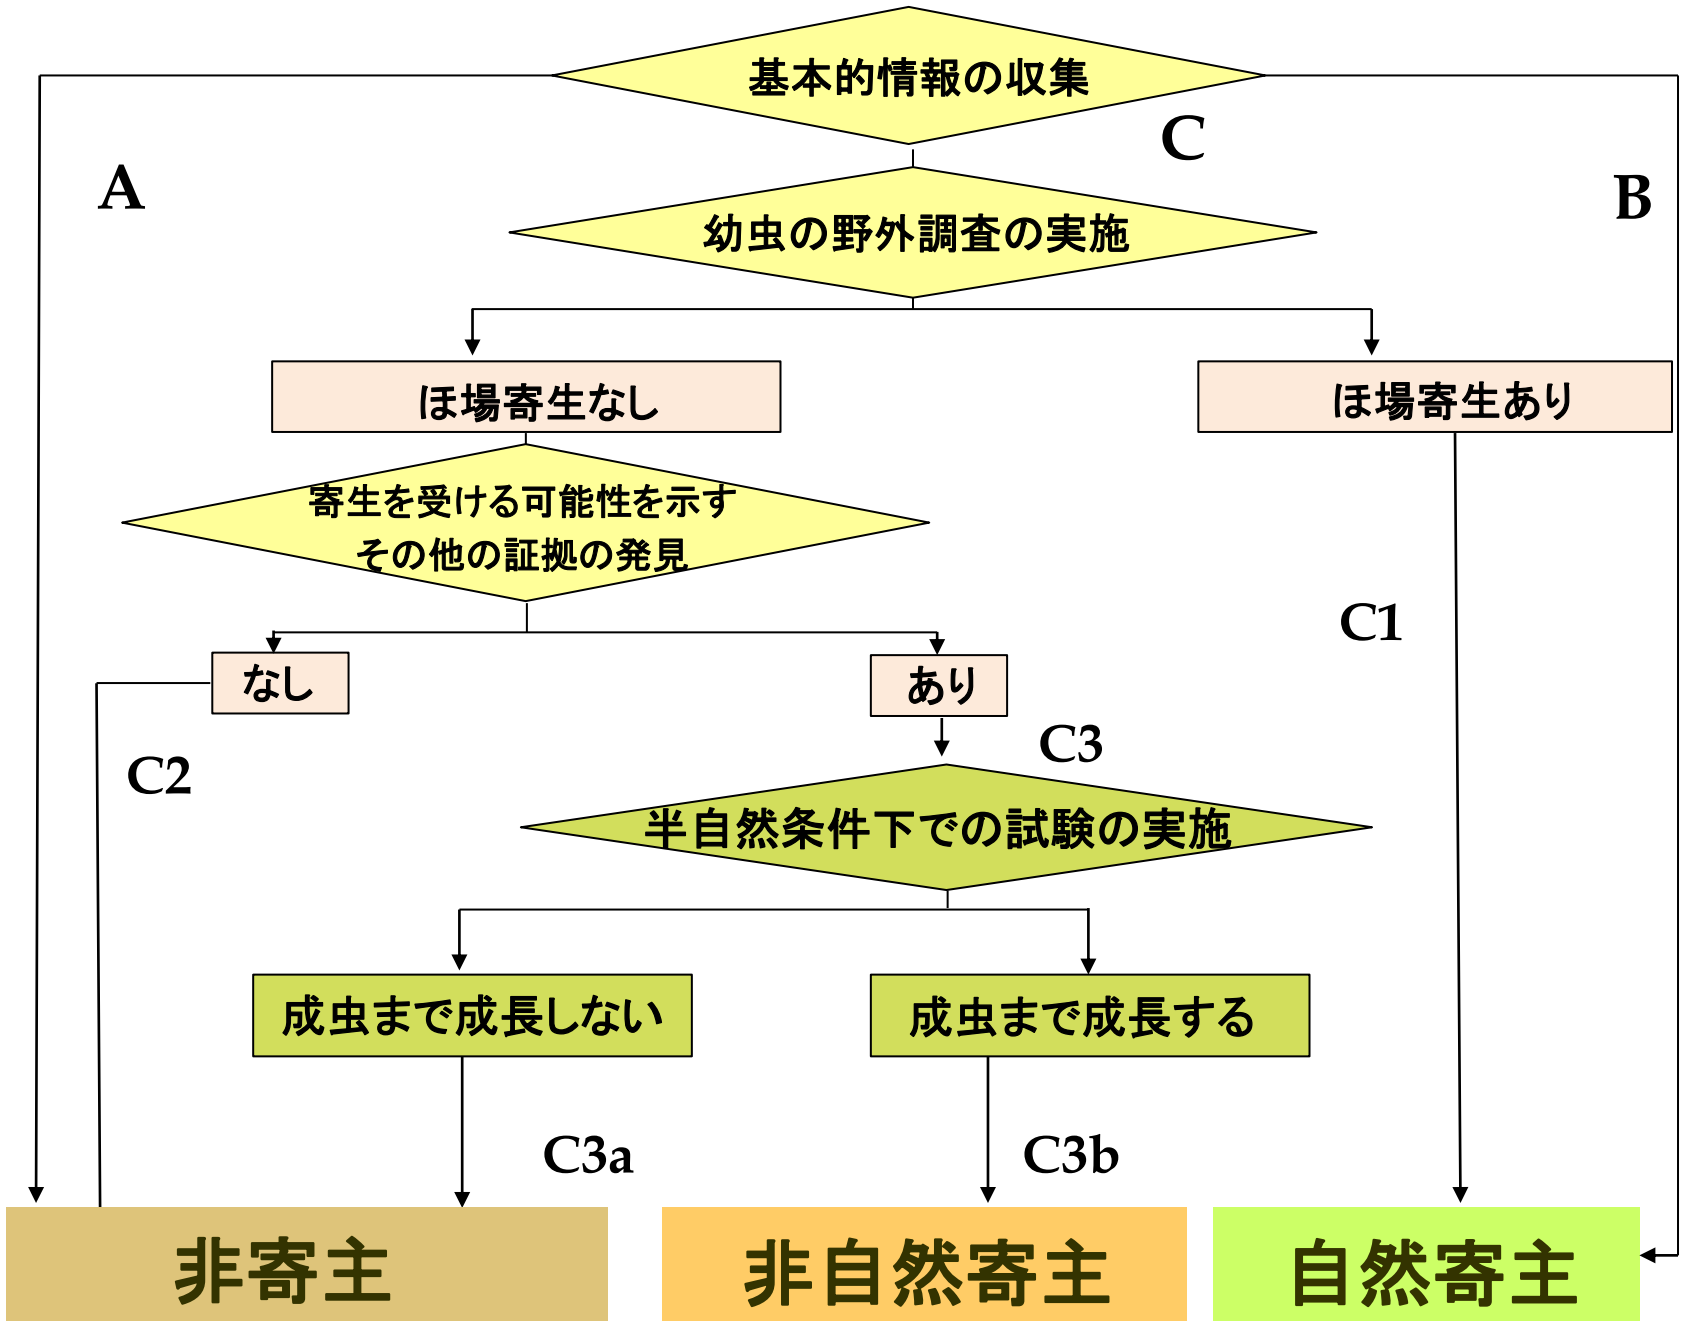 基本的情報の収集
C
A
B
幼虫の野外調査の実施
ほ場寄生なし
ほ場寄生あり
寄生を受ける可能性を示す
その他の証拠の発見
C1
なし
あり
C3
C2
半自然条件下での試験の実施
成虫まで成長しない
成虫まで成長する
C3a
C3b
非寄主
非自然寄主
自然寄主